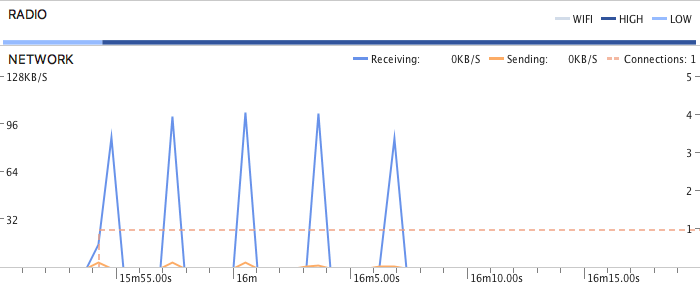 RADIO
WIFI HIGH LOW
NETWORK
Receiving: 0KB/S Sending: 0KB/S Connections: 1
128KB/S 5
96 4
64 3
2
32 1
15m55.00s 16m 16m5.00s 16m10.00s 16m15.00s